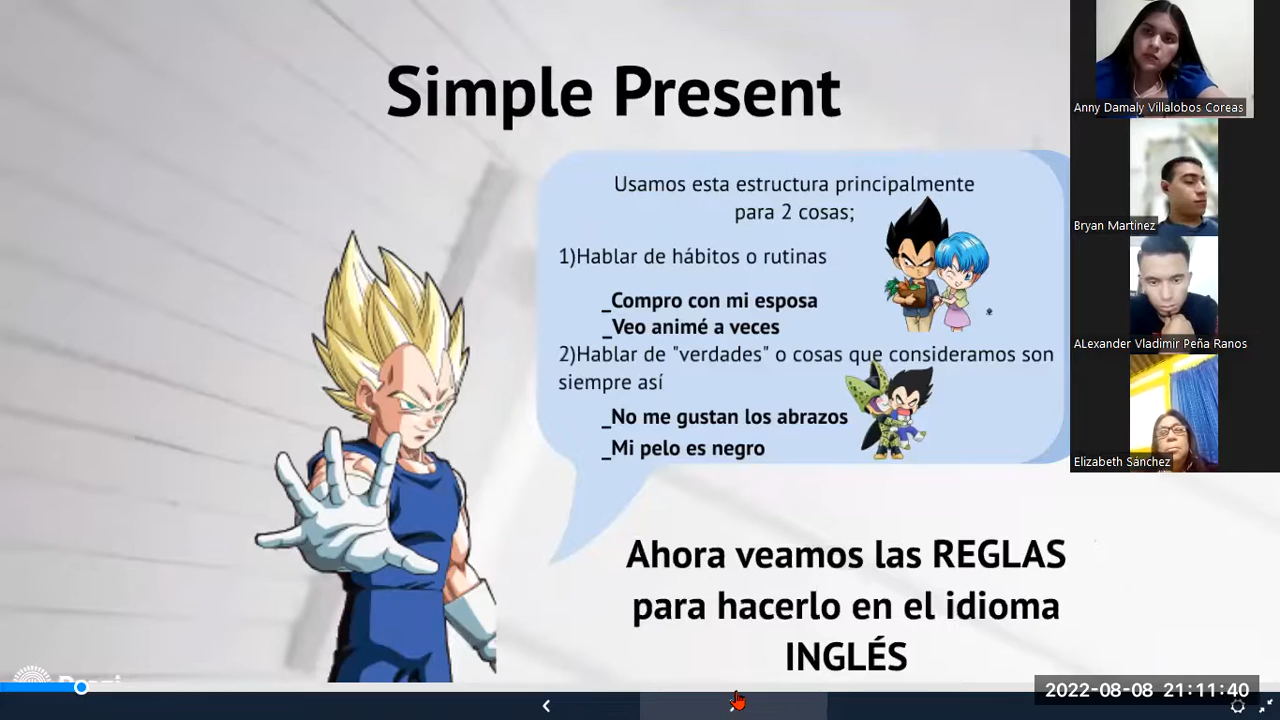 Simple Present
Usamos esta estructura principalmente
para 2 cosas;
1)Hablar de hábitos o rutinas
_Compro con mi esposa
_Veo animé a veces
2)Hablar de "verdades" o cosas que consideramos son
siempre así
_No me gustan los abrazos
_Mi pelo es negro
Ahora veamos las REGLAS
para hacerlo en el idioma
INGLÉS
Anny Damaly Villalobos Coreas
Bryan Martinez
ALexander Vladimir Peña Ranos
Elizabeth Sánchez
2022-08-08 21:11:40